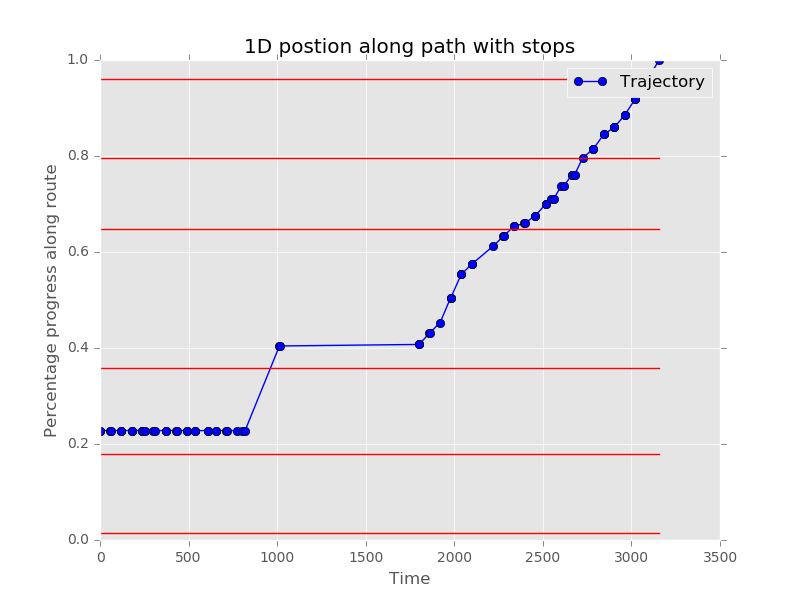 1D postion along path with stops
Trajectory
Percentage progress along route
1.0
0.8
0.6
0.4
0.2
0.0
0 500 1000 1500 2000 2500 3000 3500
Time